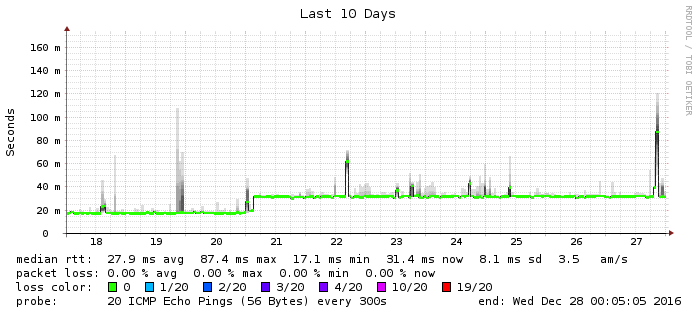 Last 10 Days
RRDTOOL / TOBI OETIKER
Seconds
160 m
140 m
120 m
100 m
80 m
60 m
40 m
20 m
0
18 19 20 21 22 23 24 25 26 27
median rtt: 27.9 ms avg 87.4 ms max 17.1 ms min 31.4 ms now 8.1 ms sd 3.5 am/s
packet loss: 0.00 % avg 0.00 % max 0.00 % min 0.00 % now
loss color: 0 1/20 2/20 3/20 4/20 10/20 19/20
probe: 20 ICMP Echo Pings (56 Bytes) every 300s end: Wed Dec 28 00:05:05 2016